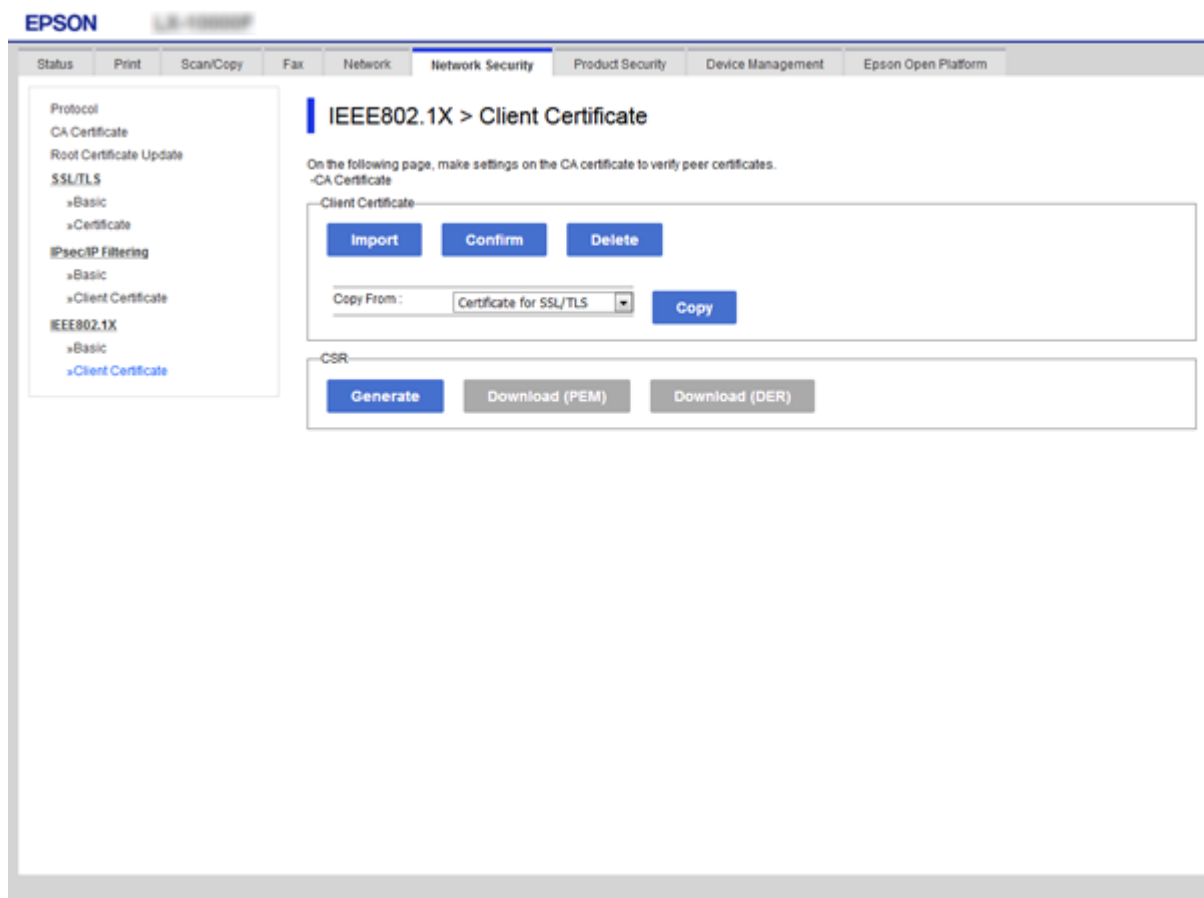 EPSON
Status Print Scan/Copy Fax Network Network Security Product Security Device Management Epson Open Platform
Protocol
CA Certificate
Root Certificate Update
SSL/TLS
»Basic
»Certificate
IPsec/IP Filtering
»Basic
»Client Certificate
IEEE802.1X
»Basic
»Client Certificate
IEEE802.1X > Client Certificate
On the following page, make settings on the CA certificate to verify peer certificates.
-CA Certificate
Client Certificate
Import Confirm Delete
Copy From : Certificate for SSL/TLS Copy
CSR
Generate Download (PEM) Download (DER)